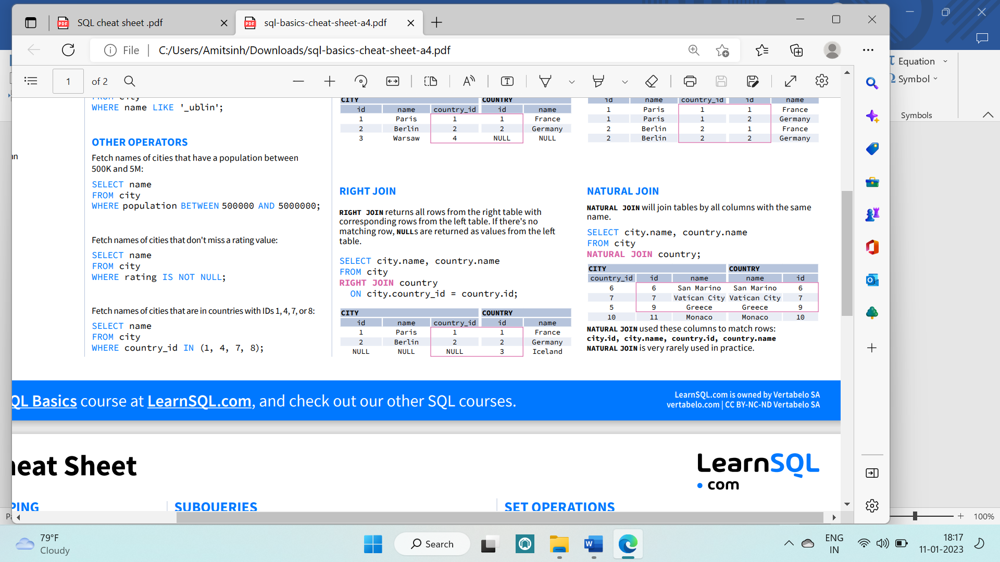 SQL cheat sheet .pdf
sql-basics-cheat-sheet-a4.pdf
File
C:/Users/Amitsinh/Downloads/sql-basics-cheat-sheet-a4.pdf
Equation
Symbol
Symbols
1 of 2
FROM city
WHERE name LIKE '_ublin';
OTHER OPERATORS
Fetch names of cities that have a population between
500K and 5M:
SELECT name
FROM city
WHERE population BETWEEN 500000 AND 5000000;
Fetch names of cities that don't miss a rating value:
SELECT name
FROM city
WHERE rating IS NOT NULL;
Fetch names of cities that are in countries with IDs 1, 4, 7, or 8:
SELECT name
FROM city
WHERE country_id IN (1, 4, 7, 8);
CITY COUNTRY
id name country_id id name
1 Paris 1 1 France
2 Berlin 2 2 Germany
3 Warsaw 4 NULL NULL
RIGHT JOIN
RIGHT JOIN returns all rows from the right table with
corresponding rows from the left table. If there's no
matching row, NULLs are returned as values from the left
table.
SELECT city.name, country.name
FROM city
RIGHT JOIN country
ON city.country_id = country.id;
CITY COUNTRY
id name country_id id name
1 Paris 1 1 France
2 Berlin 2 2 Germany
NULL NULL NULL 3 Iceland
id name country_id id name
1 Paris 1 1 France
1 Paris 1 2 Germany
2 Berlin 2 1 France
2 Berlin 2 2 Germany
NATURAL JOIN
NATURAL JOIN will join tables by all columns with the same
name.
SELECT city.name, country.name
FROM city
NATURAL JOIN country;
CITY COUNTRY
country_id id name name id
6 6 San Marino San Marino 6
7 7 Vatican City Vatican City 7
5 9 Greece Greece 9
10 11 Monaco Monaco 10
NATURAL JOIN used these columns to match rows:
city.id, city.name, country.id, country.name
NATURAL JOIN is very rarely used in practice.
QL Basics course at LearnSQL.com, and check out our other SQL courses.
LearnSQL.com is owned by Vertabelo SA
vertabelo.com | CC BY-NC-ND Vertabelo SA
heat Sheet
LearnSQL
• com
PING
SUBQUERIES
SET OPERATIONS
100%
79°F
Cloudy
Search
ENG
IN
18:17
11-01-2023